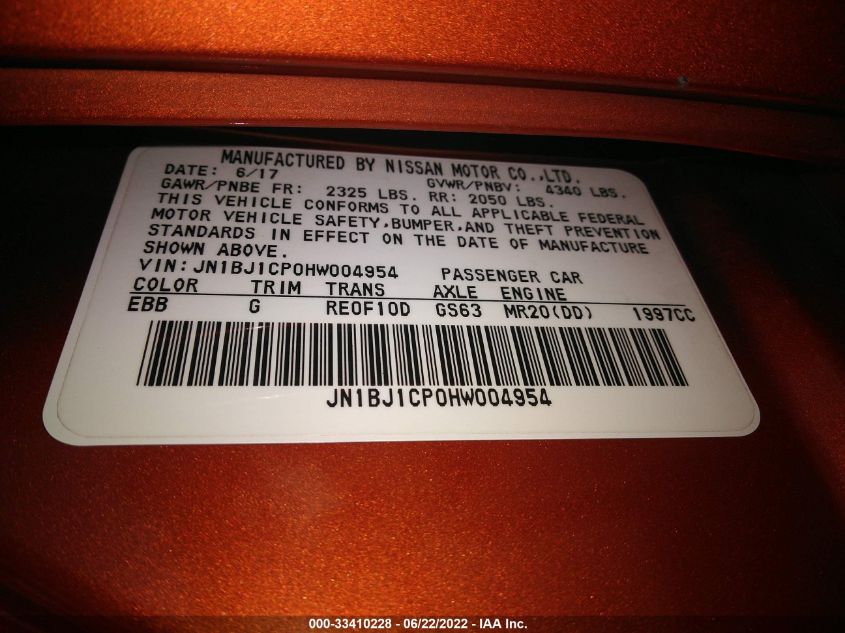 MANUFACTURED BY NISSAN MOTOR CO.,LTD.
DATE: 6/17 GVWR/PNBV: 4340 LBS.
GAWR/PNBE FR: 2325 LBS. RR: 2050 LBS.
THIS VEHICLE CONFORMS TO ALL APPLICABLE FEDERAL
MOTOR VEHICLE SAFETY,BUMPER,AND THEFT PREVENTION
STANDARDS IN EFFECT ON THE DATE OF MANUFACTURE
SHOWN ABOVE.
VIN:JN1BJ1CP0HW004954 PASSENGER CAR
COLOR TRIM TRANS AXLE ENGINE
EBB G RE0F10D GS63 MR20(DD) 1997CC
JN1BJ1CP0HW004954
000-33410228 - 06/22/2022 - IAA Inc.